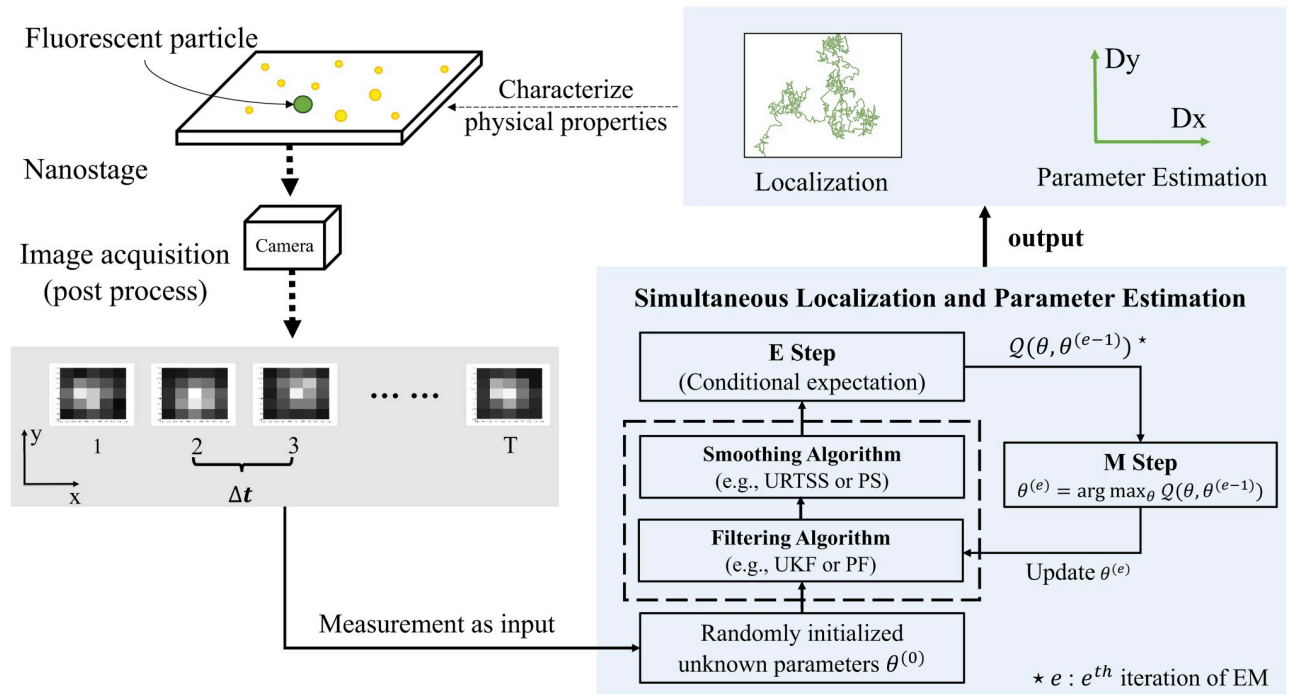 Fluorescent particle
Nanostage
Characterize
physical properties
Localization
Dy
Dx
Parameter Estimation
Camera
Image acquisition
(post process)
output
1
2
3
... ...
T
y
x
Δt
Measurement as input
Simultaneous Localization and Parameter Estimation
E Step
(Conditional expectation)
Q(θ, θ^(e−1)) ⋆
Smoothing Algorithm
(e.g., URTSS or PS)
M Step
θ^(e) = arg max_θ Q(θ, θ^(e−1))
Filtering Algorithm
(e.g., UKF or PF)
Update θ^(e)
Randomly initialized
unknown parameters θ^(0)
⋆ e : e^th iteration of EM